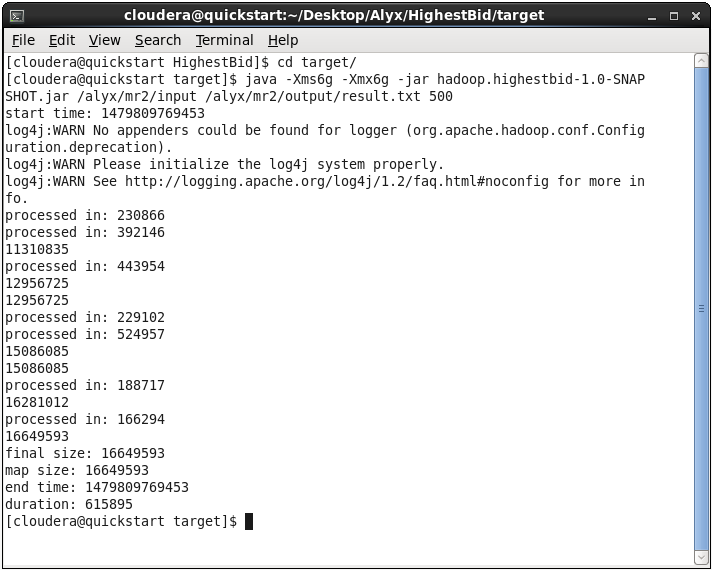 cloudera@quickstart:~/Desktop/Alyx/HighestBid/target
File Edit View Search Terminal Help
[cloudera@quickstart HighestBid]$ cd target/
[cloudera@quickstart target]$ java -Xms6g -Xmx6g -jar hadoop.highestbid-1.0-SNAP
SHOT.jar /alyx/mr2/input /alyx/mr2/output/result.txt 500
start time: 1479809769453
log4j:WARN No appenders could be found for logger (org.apache.hadoop.conf.Config
uration.deprecation).
log4j:WARN Please initialize the log4j system properly.
log4j:WARN See http://logging.apache.org/log4j/1.2/faq.html#noconfig for more in
fo.
processed in: 230866
processed in: 392146
11310835
processed in: 443954
12956725
12956725
processed in: 229102
processed in: 524957
15086085
15086085
processed in: 188717
16281012
processed in: 166294
16649593
final size: 16649593
map size: 16649593
end time: 1479809769453
duration: 615895
[cloudera@quickstart target]$